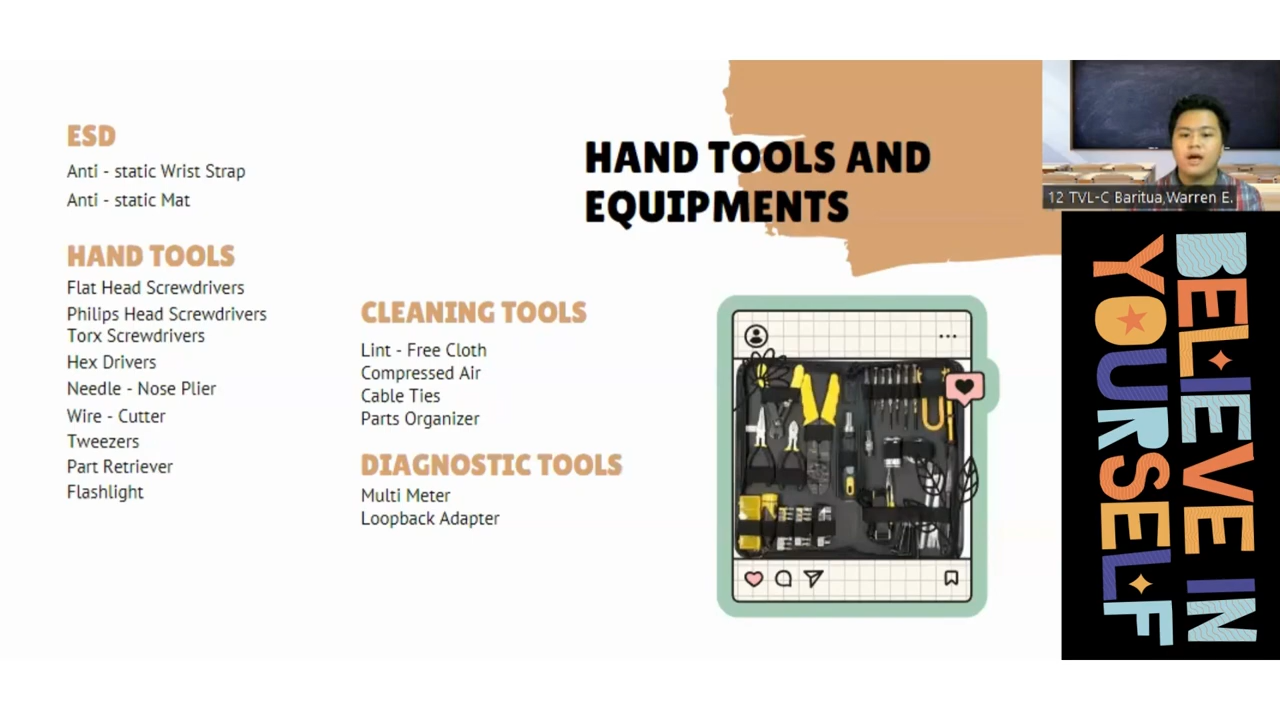 ESD
Anti - static Wrist Strap
Anti - static Mat
HAND TOOLS
Flat Head Screwdrivers
Philips Head Screwdrivers
Torx Screwdrivers
Hex Drivers
Needle - Nose Plier
Wire - Cutter
Tweezers
Part Retriever
Flashlight
CLEANING TOOLS
Lint - Free Cloth
Compressed Air
Cable Ties
Parts Organizer
DIAGNOSTIC TOOLS
Multi Meter
Loopback Adapter
HAND TOOLS AND
EQUIPMENTS
12 TVL-C Baritua,Warren E.
BELIEVE IN
YOURSELF